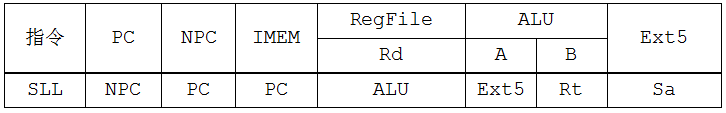 指令 PC NPC IMEM RegFile ALU Ext5
Rd A B
SLL NPC PC PC ALU Ext5 Rt Sa